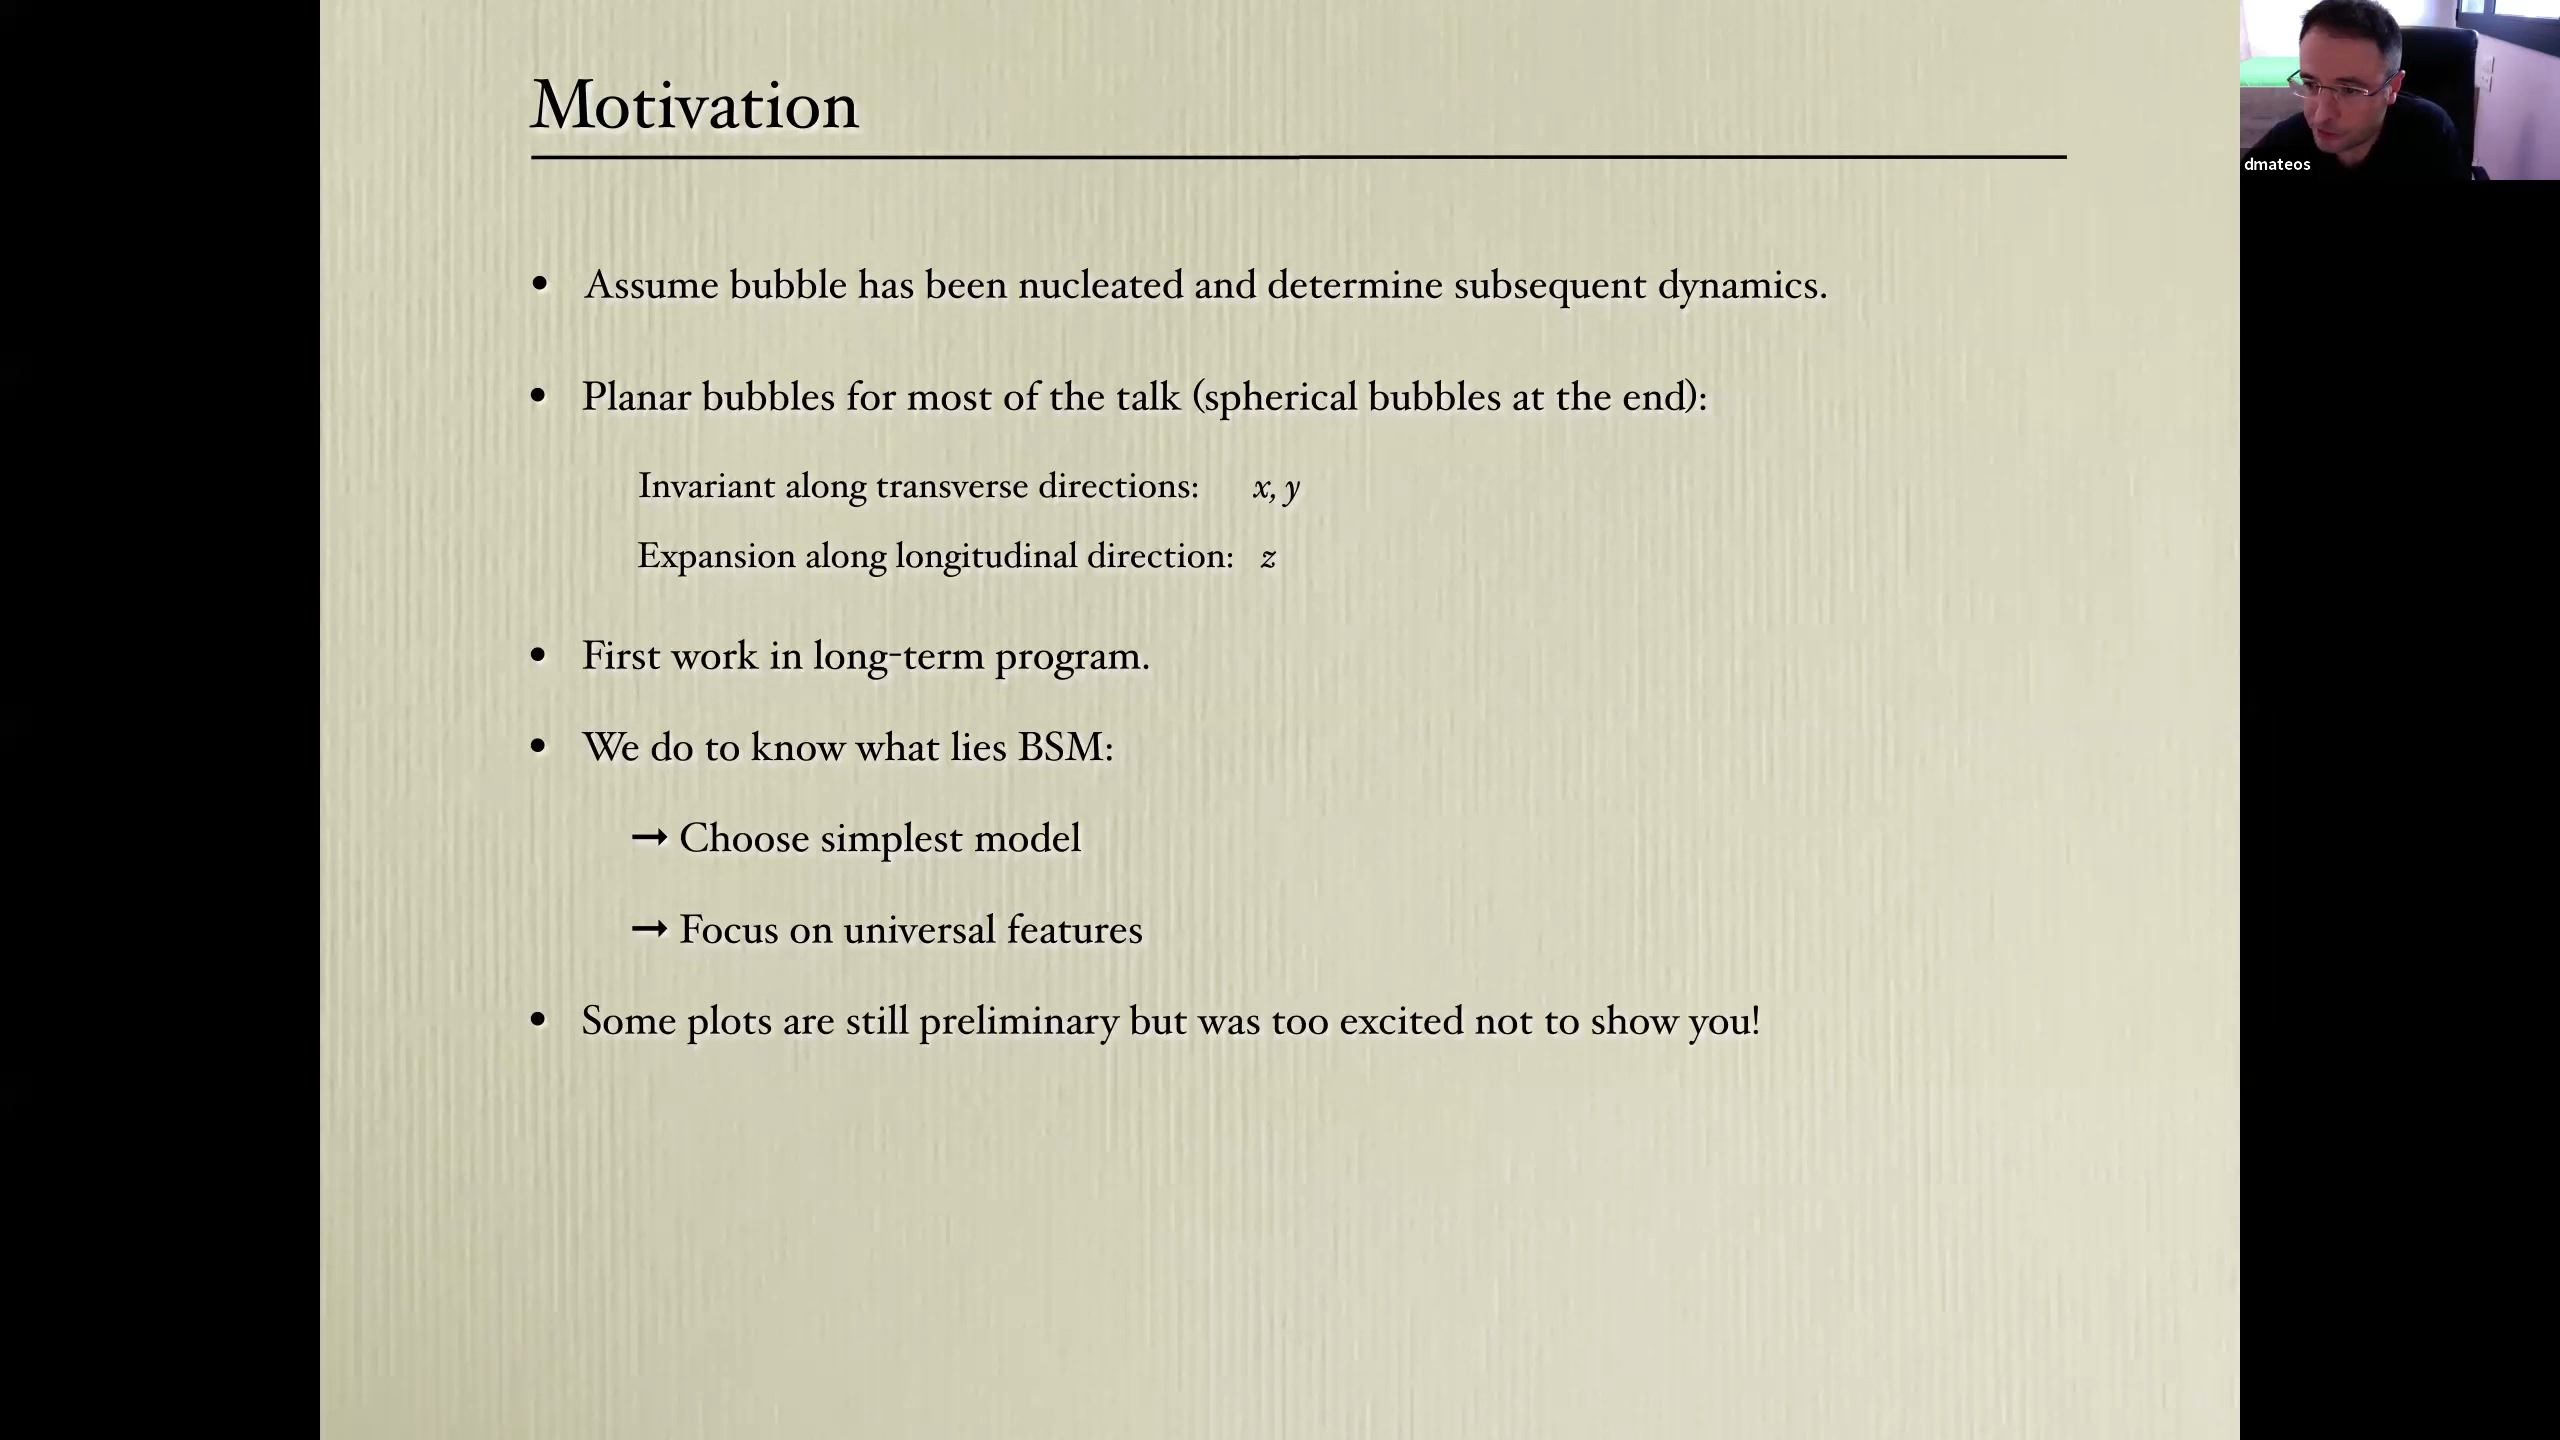 Motivation
dmateos
• Assume bubble has been nucleated and determine subsequent dynamics.
• Planar bubbles for most of the talk (spherical bubbles at the end):
Invariant along transverse directions: x, y
Expansion along longitudinal direction: z
• First work in long-term program.
• We do to know what lies BSM:
→ Choose simplest model
→ Focus on universal features
• Some plots are still preliminary but was too excited not to show you!